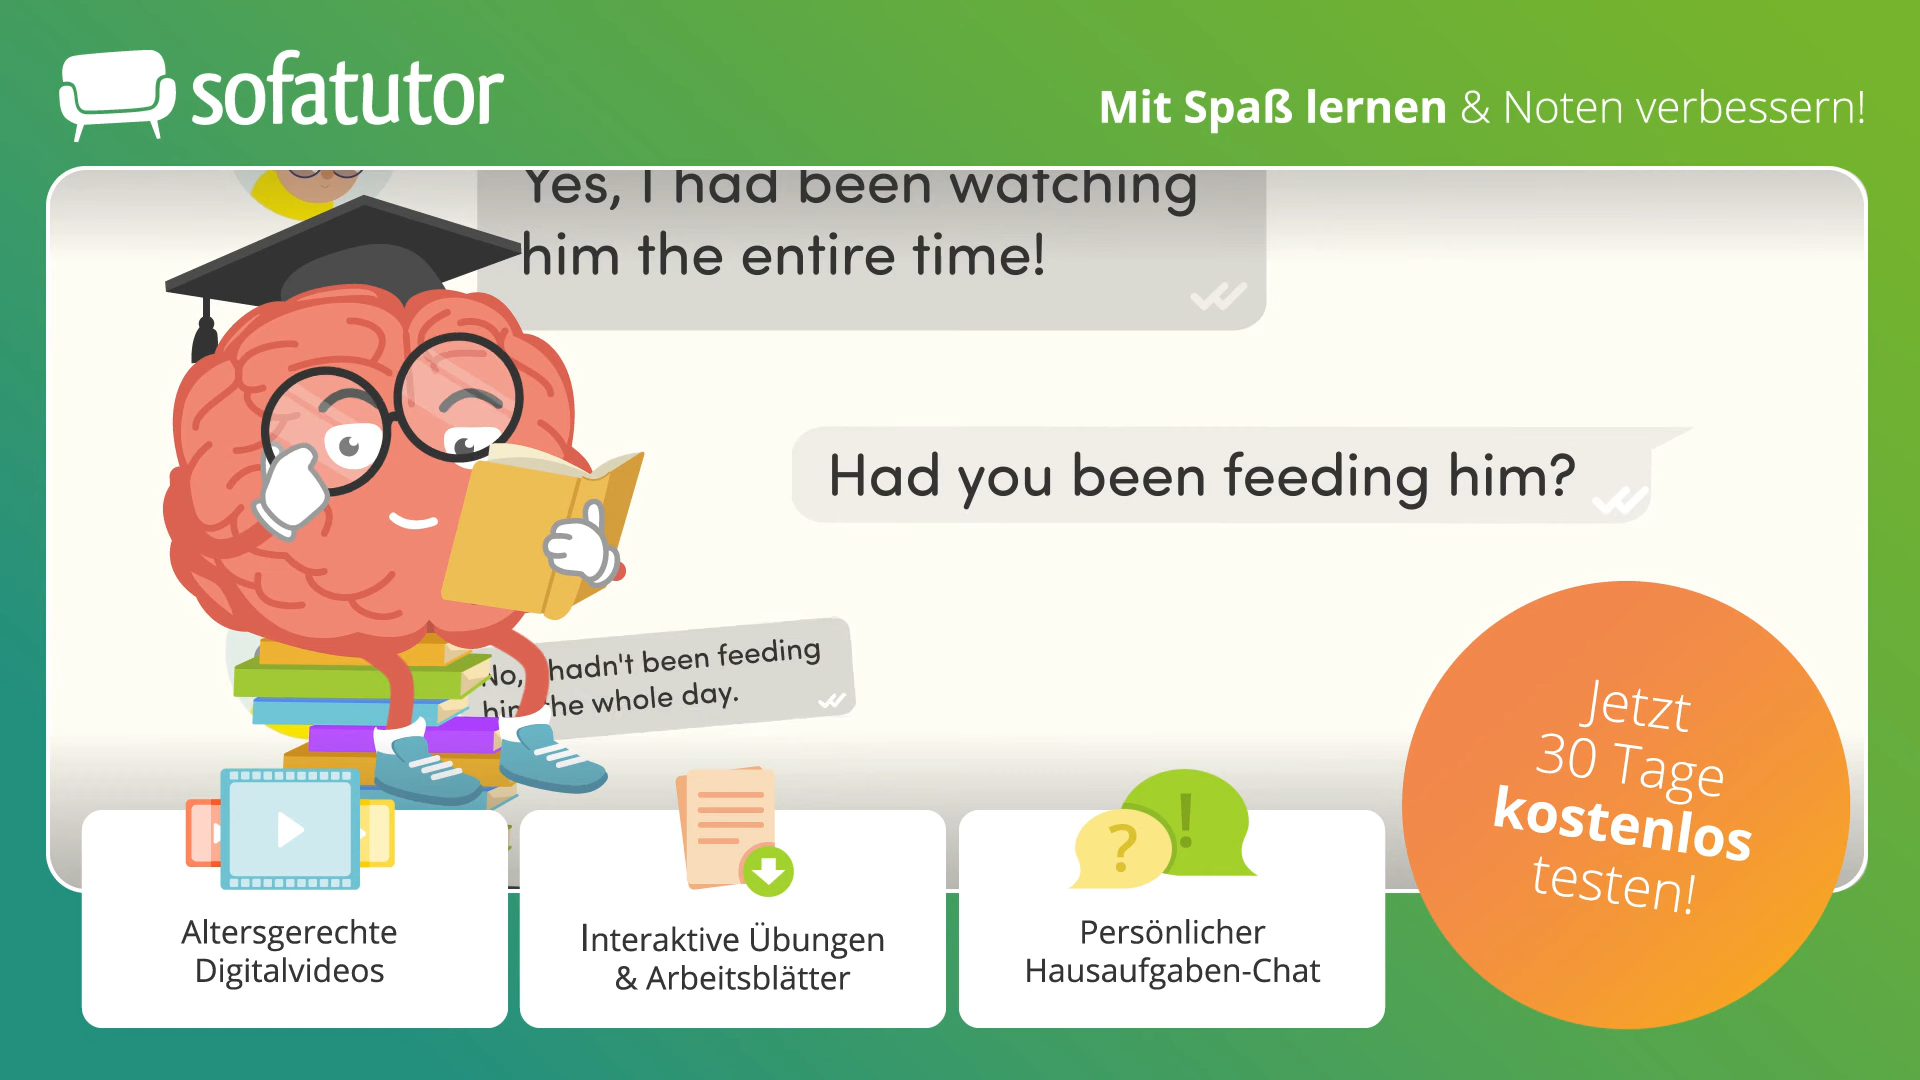 sofatutor
Mit Spaß lernen & Noten verbessern!
Yes, I had been watching
him the entire time!
Had you been feeding him?
No, hadn't been feeding
the whole day.
Jetzt
30 Tage
kostenlos
testen!
Altersgerechte
Digitalvideos
Interaktive Übungen
& Arbeitsblätter
Persönlicher
Hausaufgaben-Chat